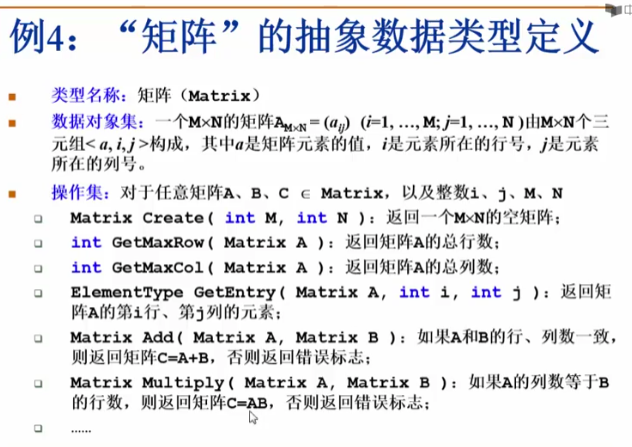 例4：“矩阵”的抽象数据类型定义
类型名称：矩阵（Matrix）
数据对象集：一个M×N的矩阵A_{M×N} = (a_{ij}) (i=1, …, M; j=1, …, N )由M×N个三
元组< a, i, j >构成，其中a是矩阵元素的值，i是元素所在的行号，j是元素
所在的列号。
操作集：对于任意矩阵A、B、C ∈ Matrix，以及整数i、j、M、N
Matrix Create( int M, int N )：返回一个M×N的空矩阵；
int GetMaxRow( Matrix A )：返回矩阵A的总行数；
int GetMaxCol( Matrix A )：返回矩阵A的总列数；
ElementType GetEntry( Matrix A, int i, int j )：返回矩
阵A的第i行、第j列的元素；
Matrix Add( Matrix A, Matrix B )：如果A和B的行、列数一致，
则返回矩阵C=A+B，否则返回错误标志；
Matrix Multiply( Matrix A, Matrix B )：如果A的列数等于B
的行数，则返回矩阵C=AB，否则返回错误标志；
……